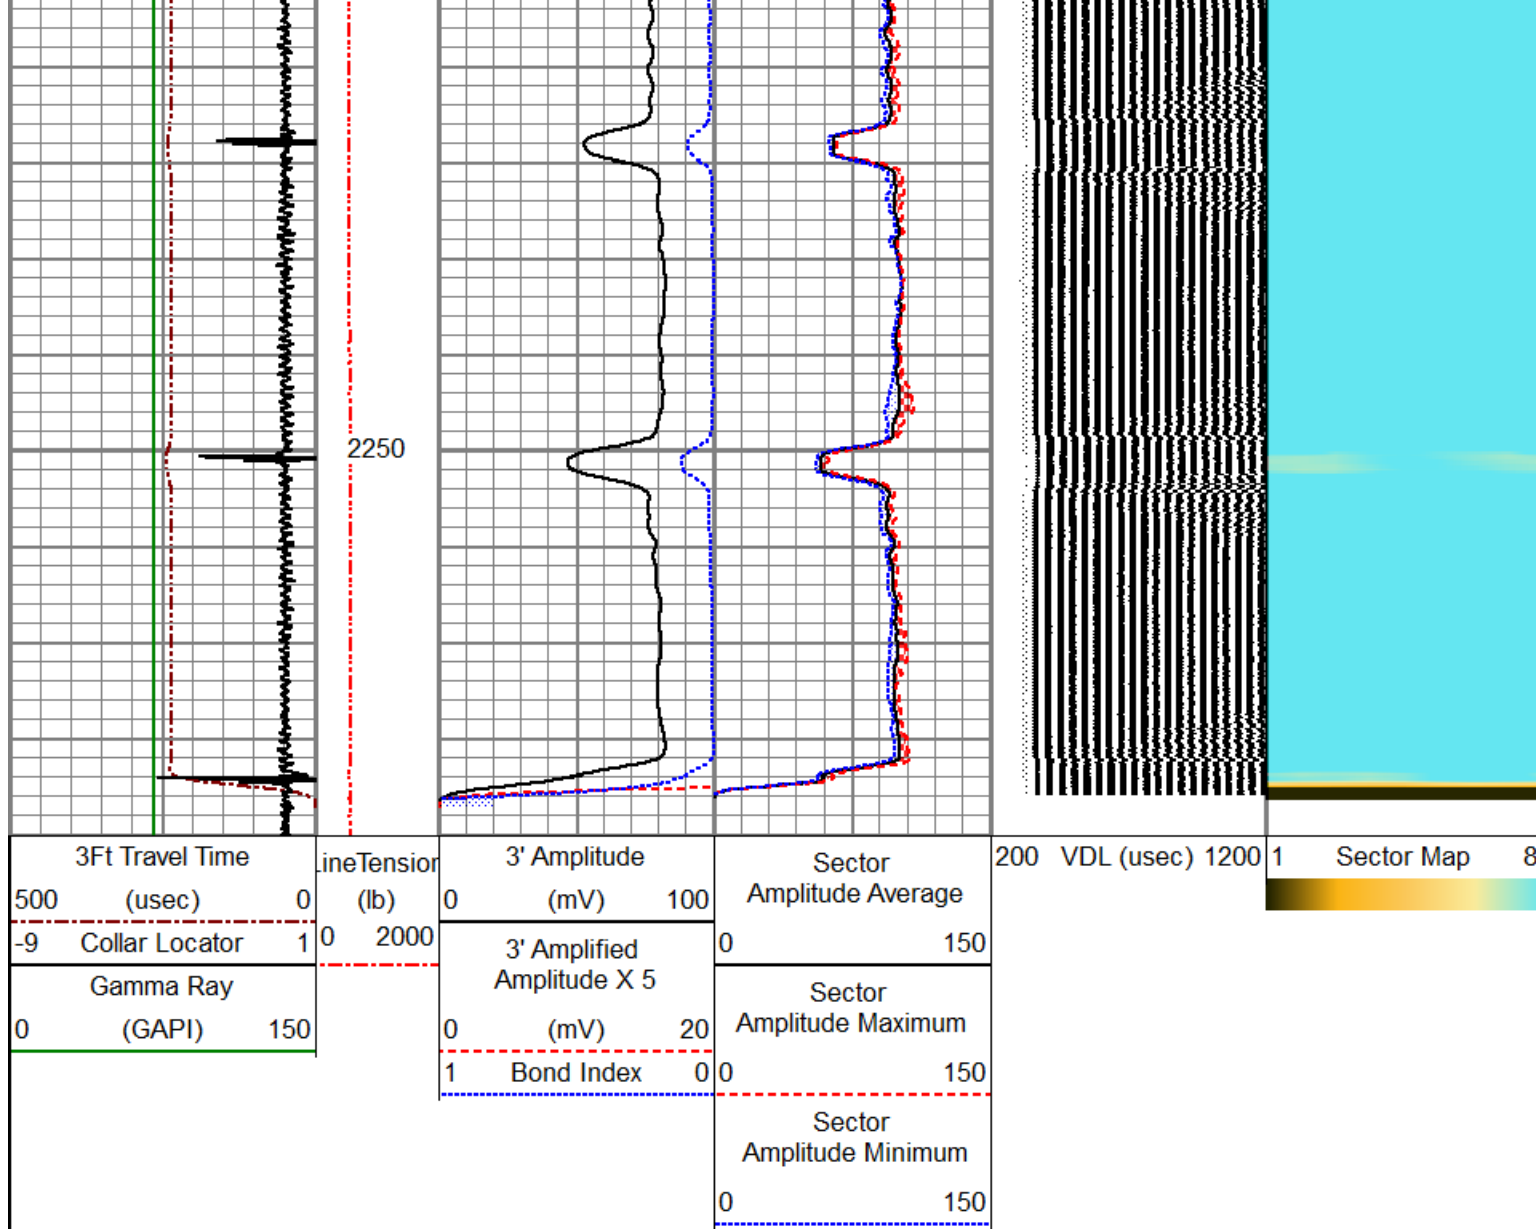 2250
3Ft Travel Time
500 (usec) 0
-9 Collar Locator 1
Gamma Ray
0 (GAPI) 150
LineTension
(lb)
0 2000
3' Amplitude
0 (mV) 100
3' Amplified
Amplitude X 5
0 (mV) 20
1 Bond Index 0
Sector
Amplitude Average
0 150
Sector
Amplitude Maximum
0 150
Sector
Amplitude Minimum
0 150
200 VDL (usec) 1200
1 Sector Map 8